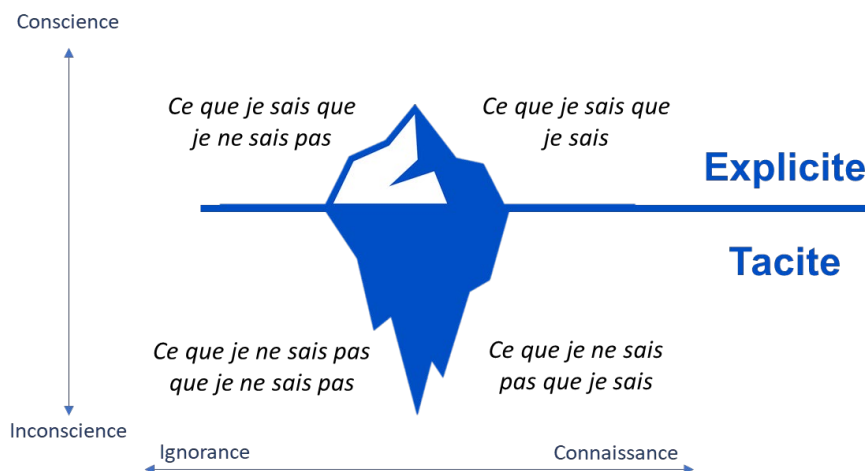 Conscience
Ce que je sais que
je ne sais pas
Ce que je sais que
je sais
Explicite
Tacite
Ce que je ne sais pas
que je ne sais pas
Ce que je ne sais
pas que je sais
Inconscience
Ignorance
Connaissance